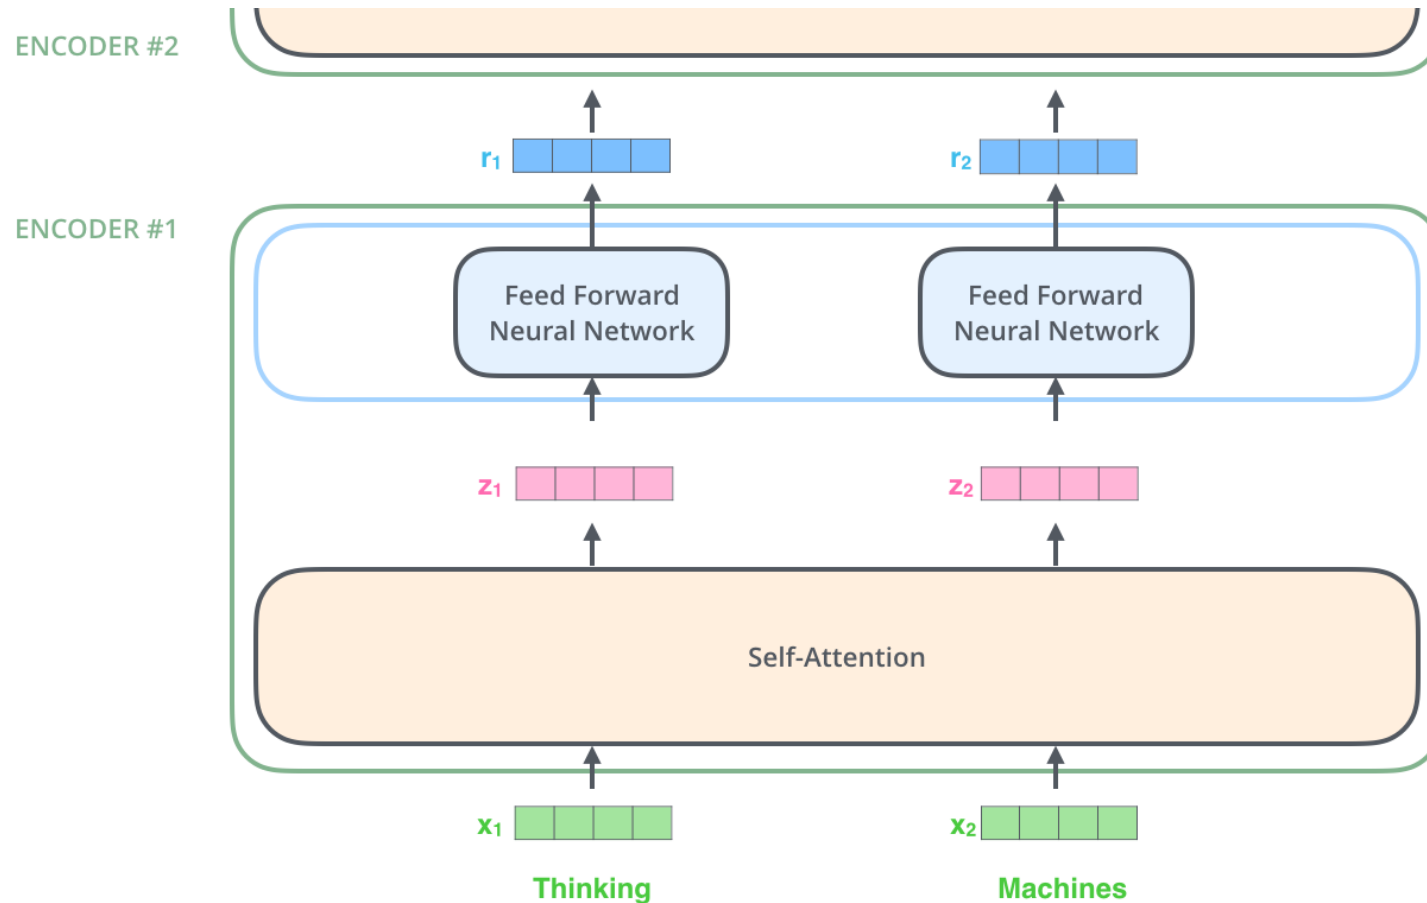 ENCODER #2
r₁
r₂
ENCODER #1
Feed Forward
Neural Network
Feed Forward
Neural Network
z₁
z₂
Self-Attention
x₁
x₂
Thinking
Machines